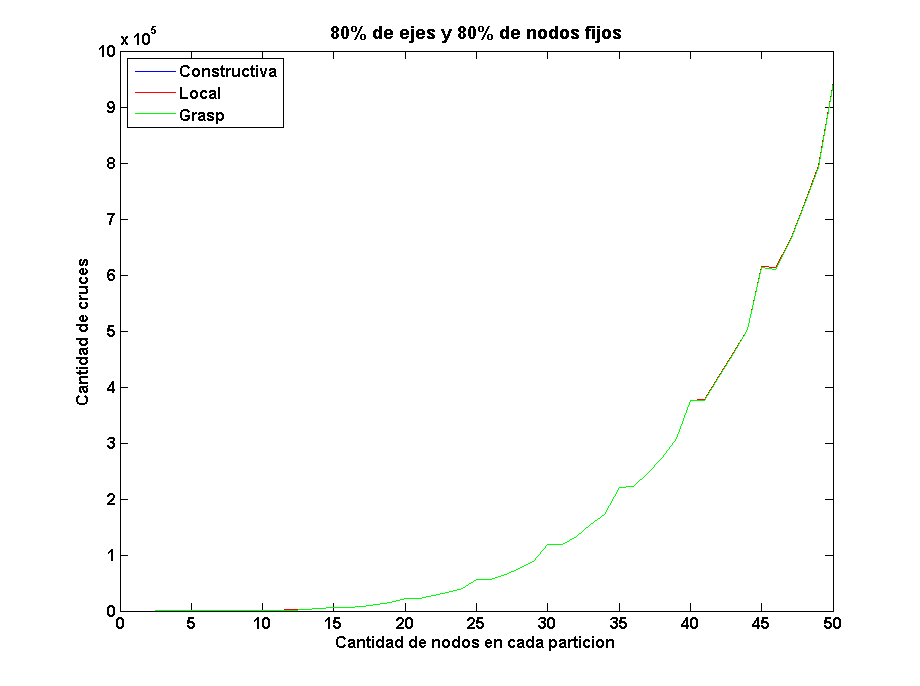 80% de ejes y 80% de nodos fijos
x 10^5
Constructiva
Local
Grasp
10
9
8
7
6
5
4
3
2
1
0
Cantidad de cruces
0 5 10 15 20 25 30 35 40 45 50
Cantidad de nodos en cada particion